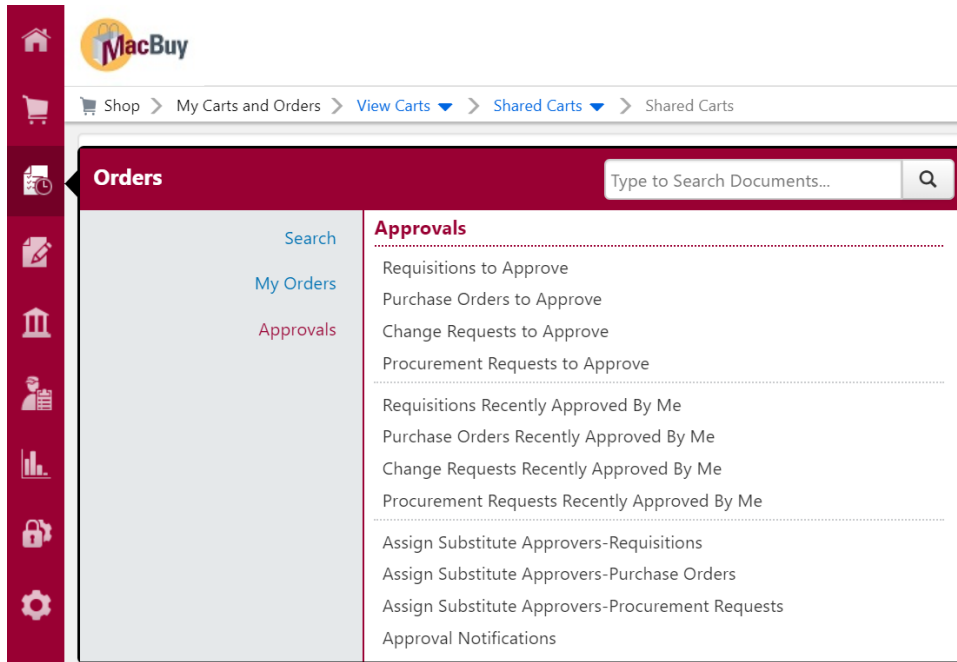 MacBuy
Shop My Carts and Orders View Carts Shared Carts Shared Carts
Orders
Type to Search Documents...
Search
My Orders
Approvals
Approvals
Requisitions to Approve
Purchase Orders to Approve
Change Requests to Approve
Procurement Requests to Approve
Requisitions Recently Approved By Me
Purchase Orders Recently Approved By Me
Change Requests Recently Approved By Me
Procurement Requests Recently Approved By Me
Assign Substitute Approvers-Requisitions
Assign Substitute Approvers-Purchase Orders
Assign Substitute Approvers-Procurement Requests
Approval Notifications